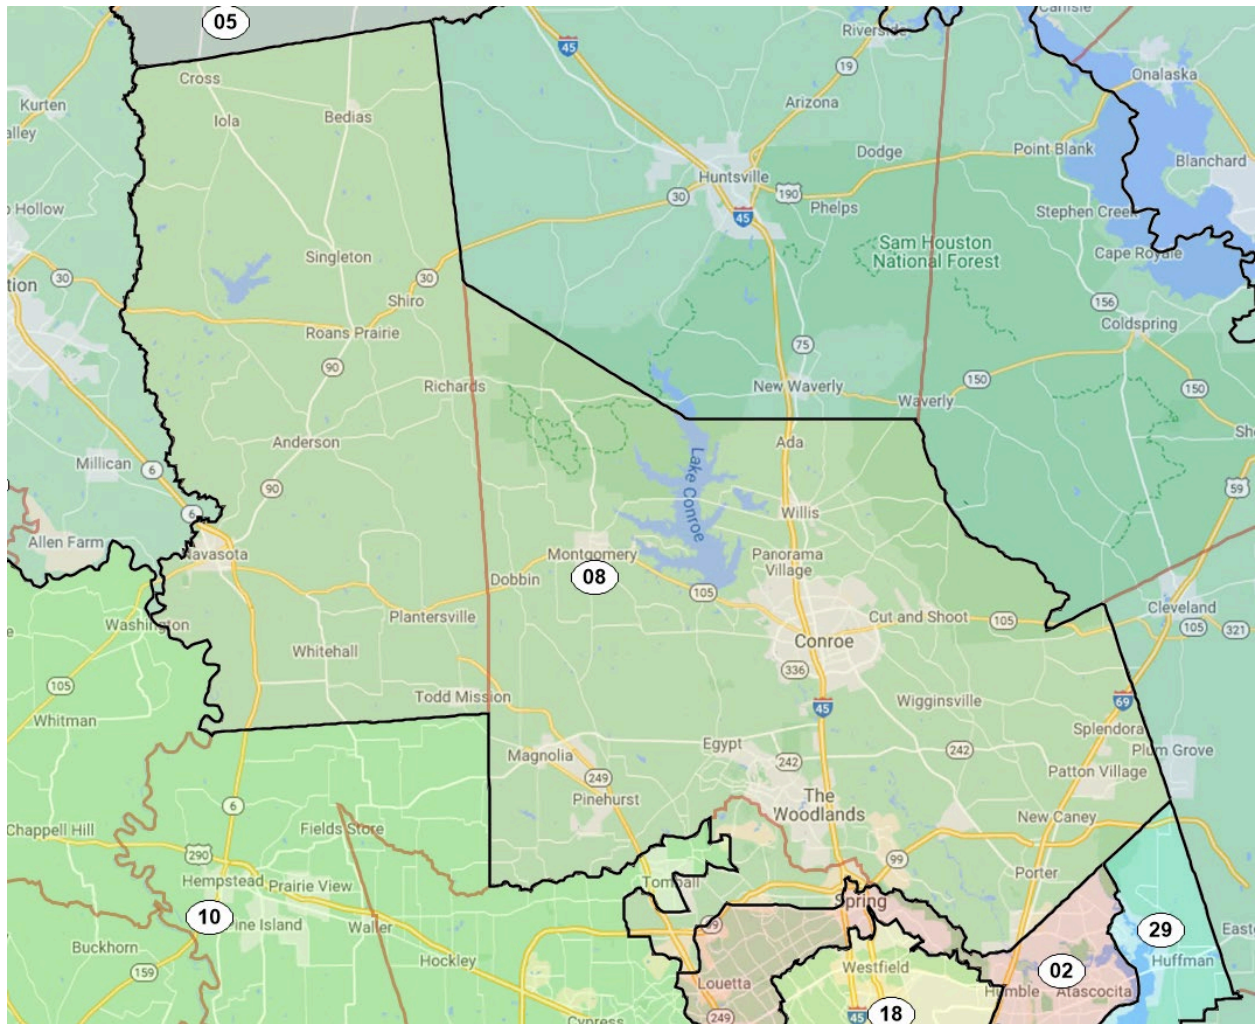 05
45
Riverside
Carlisle
Onalaska
Cross
19
Kurten
Iola
Bedias
Arizona
alley
Dodge
Point Blank
Blanchard
Huntsville
30
190
45
Phelps
Stephen Creek
o Hollow
Sam Houston
National Forest
Cape Royale
Singleton
30
30
tion
Shiro
156
Roans Prairie
Coldspring
75
90
Richards
New Waverly
150
150
Waverly
Anderson
Ada
Millican
6
Lake Conroe
90
59
6
Willis
Allen Farm
Navasota
Montgomery
Panorama
Village
08
Dobbin
105
Cleveland
Plantersville
Cut and Shoot
105
105
321
Washington
Conroe
Whitehall
336
105
Todd Mission
Wigginsville
69
Whitman
45
Splendora
Magnolia
Egypt
242
Plum Grove
242
249
Patton Village
Pinehurst
The
Woodlands
6
New Caney
Chappell Hill
Fields Store
290
99
Hempstead
Prairie View
Tomball
Porter
Spring
10
ine Island
Waller
29
Buckhorn
Hockley
Huffman
159
Westfield
02
Louetta
Humble
Atascocita
18
249
45
Cypress